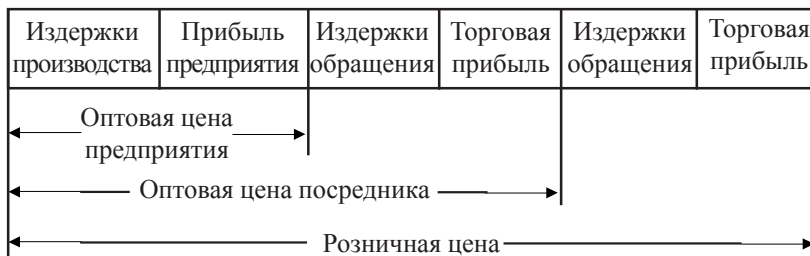 Издержки производства
Прибыль предприятия
Издержки обращения
Торговая прибыль
Издержки обращения
Торговая прибыль
Оптовая цена
предприятия
Оптовая цена посредника
Розничная цена